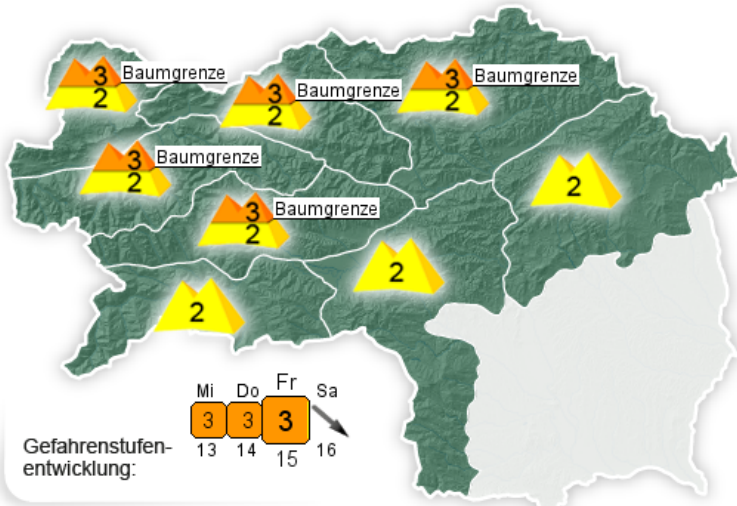 3 Baumgrenze
2
3 Baumgrenze
2
3 Baumgrenze
2
3 Baumgrenze
2
2
3 Baumgrenze
2
2
2
Mi Do Fr Sa
3 3 3
13 14 15 16
Gefahrenstufen-
entwicklung: